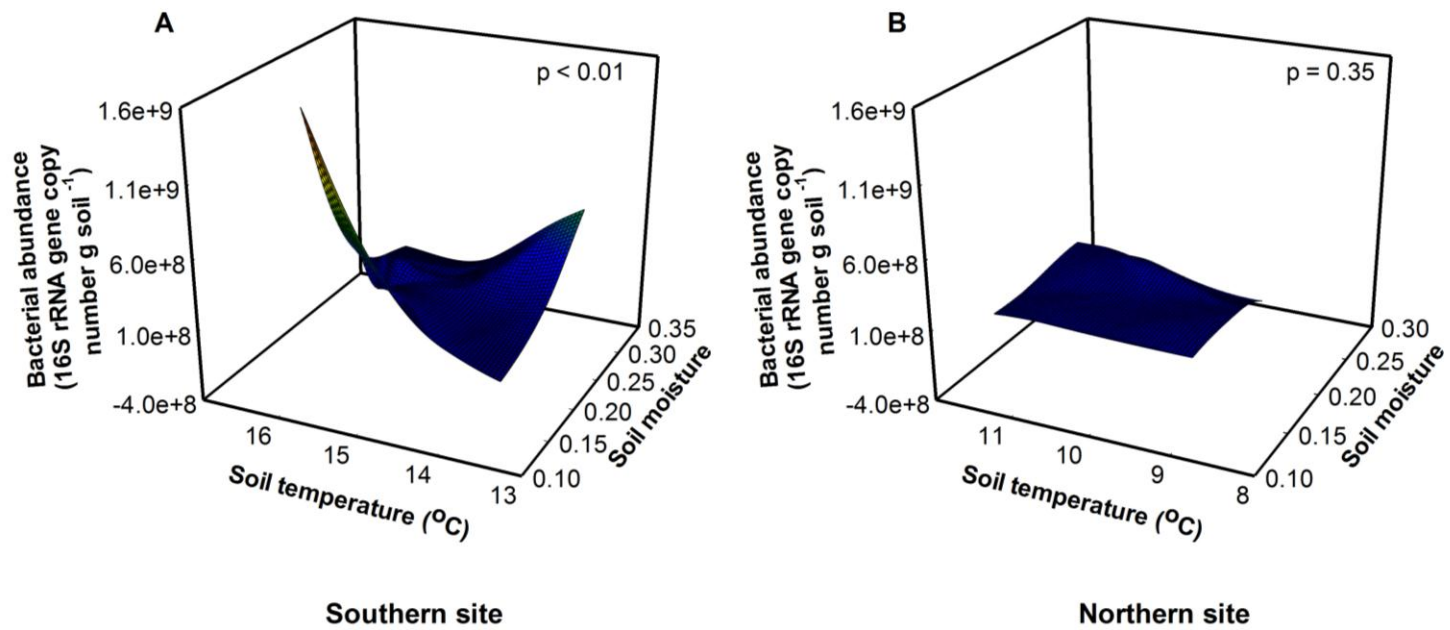 A
p < 0.01
1.6e+9
1.1e+9
6.0e+8
1.0e+8
-4.0e+8
Bacterial abundance
(16S rRNA gene copy
number g soil -1)
16
15
14
13
Soil temperature (oC)
0.35
0.30
0.25
0.20
0.15
0.10
Soil moisture
Southern site
B
p = 0.35
1.6e+9
1.1e+9
6.0e+8
1.0e+8
-4.0e+8
Bacterial abundance
(16S rRNA gene copy
number g soil -1)
11
10
9
8
Soil temperature (oC)
0.30
0.25
0.20
0.15
0.10
Soil moisture
Northern site